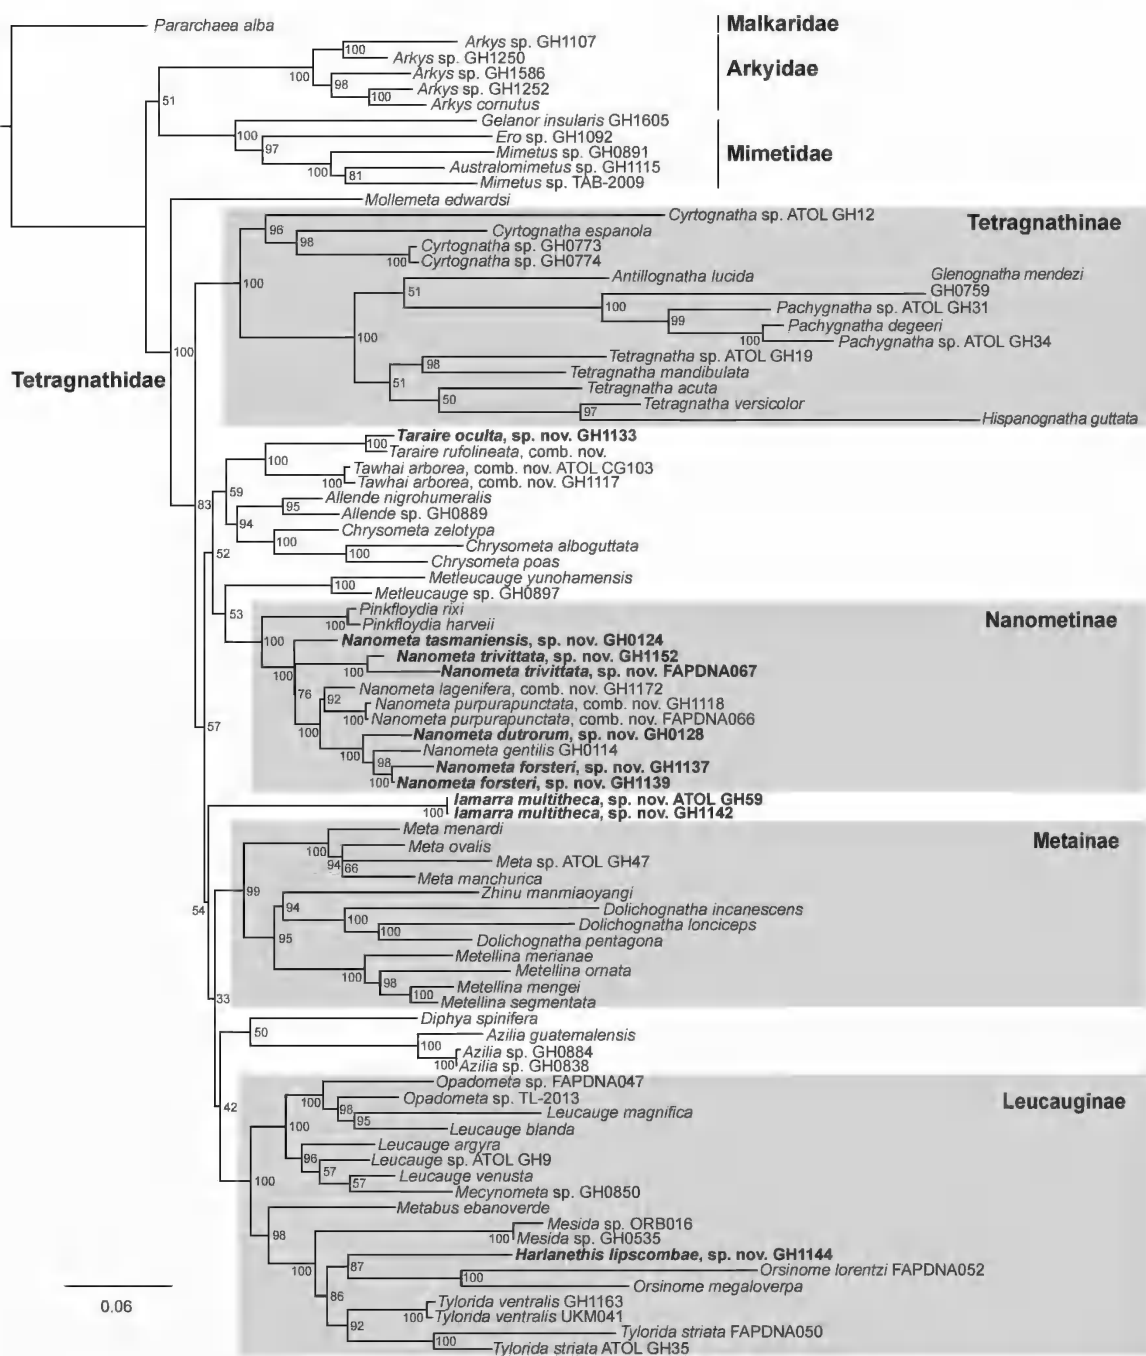 Pararchaea alba
Malkaridae
Arkys sp. GH1107
100
Arkys sp. GH1250
100
Arkys sp. GH1586
98
Arkys sp. GH1252
100
Arkys cornutus
Arkyidae
51
Gelanor insularis GH1605
100
Ero sp. GH1092
97
Mimetus sp. GH0891
100
Australomimetus sp. GH1115
81
Mimetus sp. TAB-2009
Mimetidae
Mollemeta edwardsi
Tetragnathinae
Cyrtognatha sp. ATOL GH12
96
Cyrtognatha espanola
98
Cyrtognatha sp. GH0773
100
Cyrtognatha sp. GH0774
100
Antillognatha lucida
Glenognatha mendezi
GH0759
51
100
Pachygnatha sp. ATOL GH31
99
Pachygnatha degeeri
100
Pachygnatha sp. ATOL GH34
100
100
Tetragnathidae
Tetragnatha sp. ATOL GH19
98
Tetragnatha mandibulata
51
Tetragnatha acuta
50
Tetragnatha versicolor
97
Hispanognatha guttata
Taraire oculta, sp. nov. GH1133
100
Taraire rufolineata, comb. nov.
100
Tawhai arborea, comb. nov. ATOL CG103
100
Tawhai arborea, comb. nov. GH1117
59
83
Allende nigrohumeralis
95
Allende sp. GH0889
94
Chrysometa zelotypa
100
Chrysometa alboguttata
100
Chrysometa poas
52
Metleucauge yunohamensis
100
Metleucauge sp. GH0897
53
Nanometinae
Pinkfloydia rixi
100
Pinkfloydia harveii
100
Nanometa tasmaniensis, sp. nov. GH0124
Nanometa trivittata, sp. nov. GH1152
100
100
Nanometa trivittata, sp. nov. FAPDNA067
76
Nanometa lagenifera, comb. nov. GH1172
92
Nanometa purpurapunctata, comb. nov. GH1118
100
Nanometa purpurapunctata, comb. nov. FAPDNA066
100
57
Nanometa dutrorum, sp. nov. GH0128
100
Nanometa gentilis GH0114
98
Nanometa forsteri, sp. nov. GH1137
100
Nanometa forsteri, sp. nov. GH1139
Iamarra multitheca, sp. nov. ATOL GH59
100
Iamarra multitheca, sp. nov. GH1142
Metainae
Meta menardi
100
Meta ovalis
94
66
Meta sp. ATOL GH47
Meta manchurica
99
Zhinu manmiaoyangi
94
Dolichognatha incanescens
100
Dolichognatha lonciceps
100
Dolichognatha pentagona
54
95
Metellina merianae
100
Metellina ornata
98
Metellina mengei
100
Metellina segmentata
33
Diphya spinifera
50
Azilia guatemalensis
100
Azilia sp. GH0884
100
Azilia sp. GH0838
42
Leucauginae
Opadometa sp. FAPDNA047
100
Opadometa sp. TL-2013
98
Leucauge magnifica
95
Leucauge blanda
100
Leucauge argyra
96
Leucauge sp. ATOL GH9
57
Leucauge venusta
57
Mecynometa sp. GH0850
100
Metabus ebanoverde
98
Mesida sp. ORB016
100
Mesida sp. GH0535
100
Harlanethis lipscombae, sp. nov. GH1144
87
Orsinome lorentzi FAPDNA052
100
Orsinome megaloverpa
86
Tylorida ventralis GH1163
100
Tylorida ventralis UKM041
92
Tylorida striata FAPDNA050
100
Tylorida striata ATOL GH35
0.06